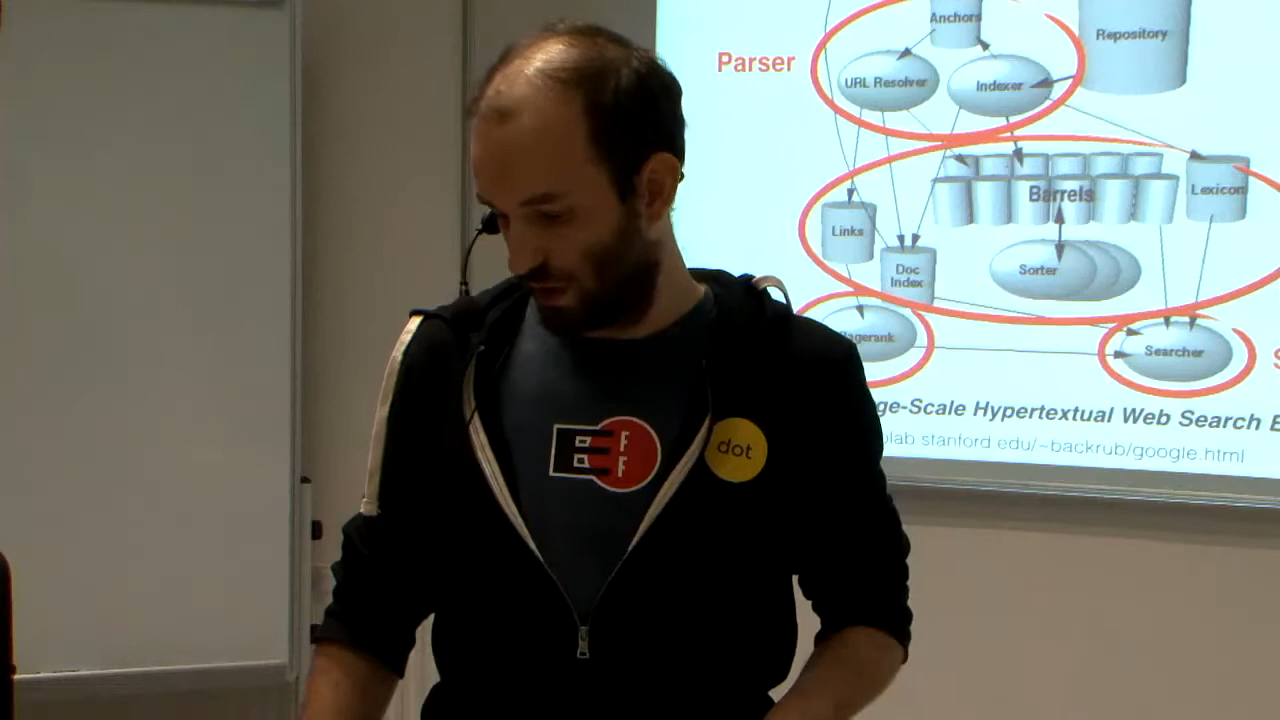 Anchors
Repository
Parser
URL Resolver
Indexer
Barrels
Lexicon
Links
Sorter
Doc
Index
Searcher
ge-Scale Hypertextual Web Search E
olab stanford edu/~backrub/google.html
EFF
dot